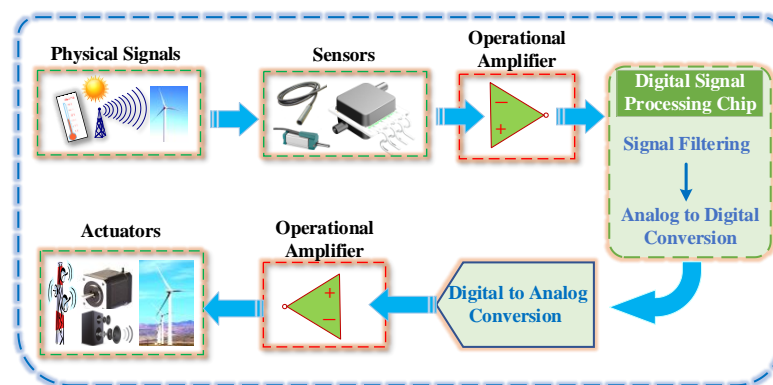 Physical Signals
Sensors
Operational
Amplifier
−
+
Digital Signal
Processing Chip
Signal Filtering
Analog to Digital
Conversion
Actuators
Operational
Amplifier
+
−
Digital to Analog
Conversion